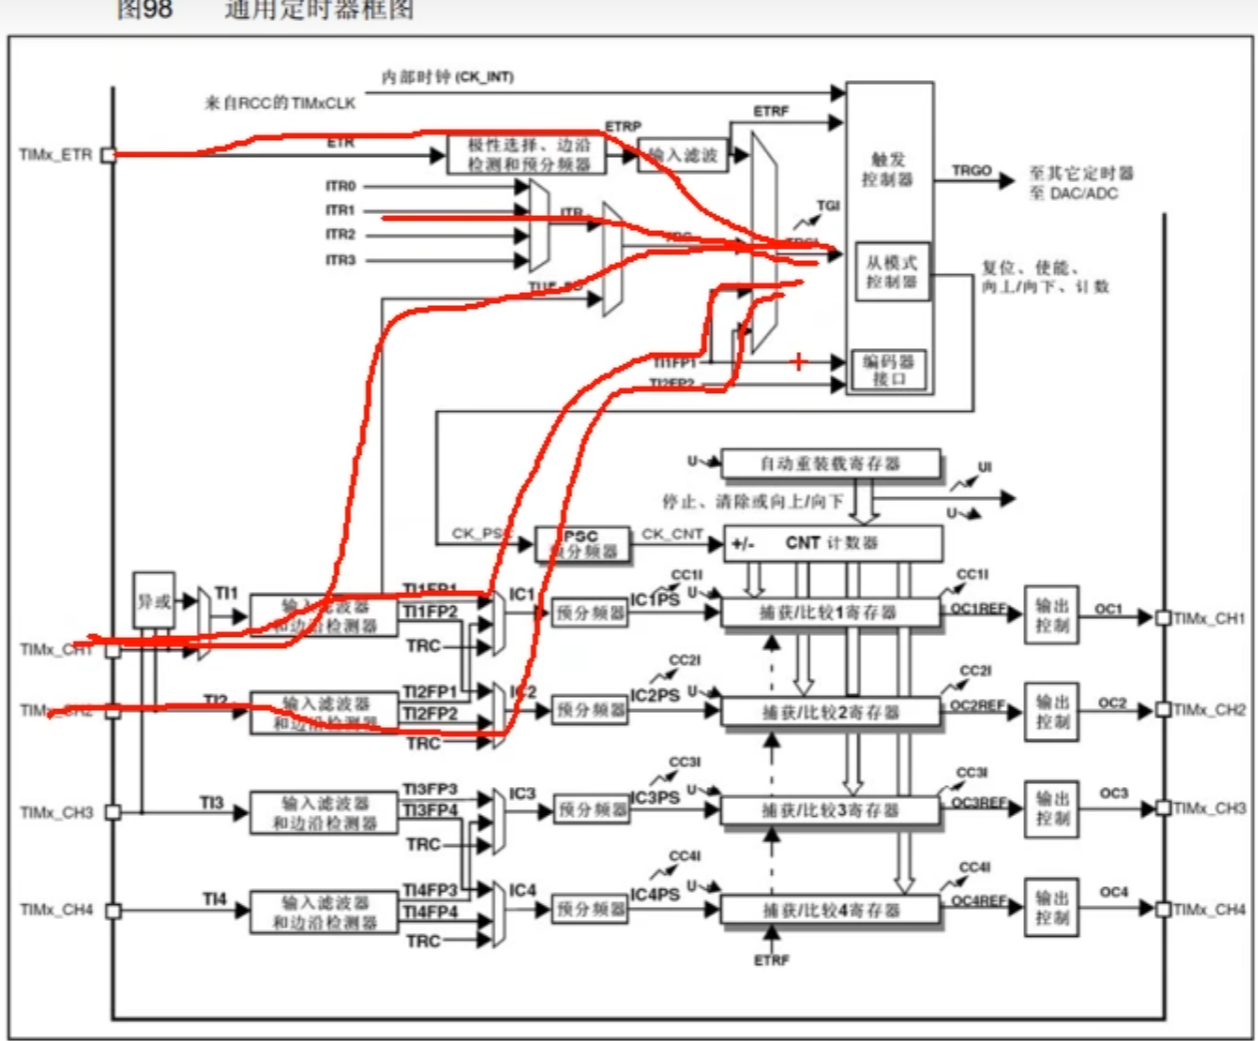 图98 通用定时器框图
内部时钟(CK_INT)
来自RCC的TIMxCLK
ETRF
TIMx_ETR
ETR
极性选择、边沿
检测和预分频器
ETRP
输入滤波
触发
控制器
TRGO
至其它定时器
至 DAC/ADC
ITR0
ITR1
ITR2
ITR3
ITR
TGI
从模式
控制器
复位、使能、
向上/向下、计数
TI1FP1
TI2FP2
编码器
接口
U
自动重装载寄存器
UI
停止、清除或向上/向下
U
CK_PSC
PSC
预分频器
CK_CNT
+/- CNT 计数器
异或
TI1
输入滤波器
和边沿检测器
TI1FP1
TI1FP2
TRC
IC1
预分频器
IC1PS
CC1I
U
捕获/比较1寄存器
CC1I
OC1REF
输出
控制
OC1
TIMx_CH1
TIMx_CH1
TIMx_CH2
TI2
输入滤波器
和边沿检测器
TI2FP1
TI2FP2
TRC
IC2
预分频器
IC2PS
CC2I
U
捕获/比较2寄存器
CC2I
OC2REF
输出
控制
OC2
TIMx_CH2
TIMx_CH3
TI3
输入滤波器
和边沿检测器
TI3FP3
TI3FP4
TRC
IC3
预分频器
IC3PS
CC3I
U
捕获/比较3寄存器
CC3I
OC3REF
输出
控制
OC3
TIMx_CH3
TIMx_CH4
TI4
输入滤波器
和边沿检测器
TI4FP3
TI4FP4
TRC
IC4
预分频器
IC4PS
CC4I
U
捕获/比较4寄存器
CC4I
OC4REF
输出
控制
OC4
TIMx_CH4
ETRF